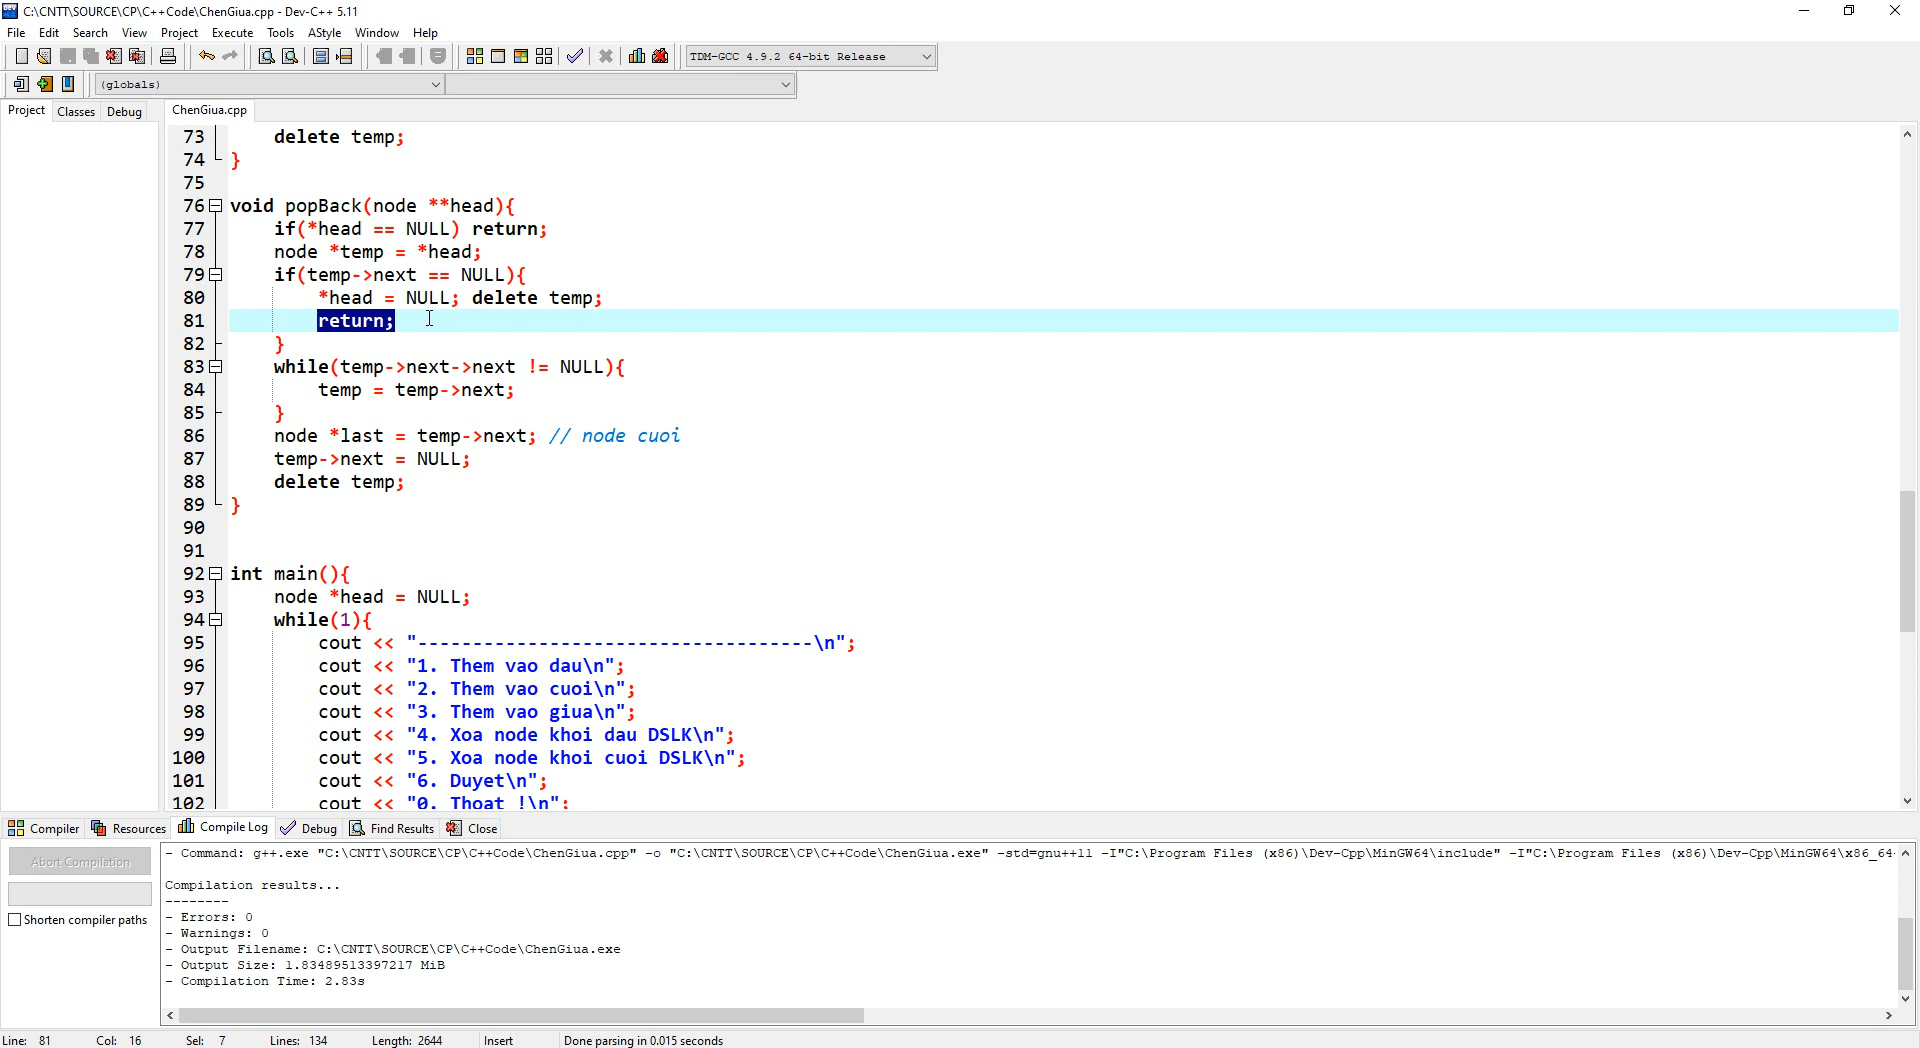 C:\CNTT\SOURCE\CP\C++Code\ChenGiua.cpp - Dev-C++ 5.11
File Edit Search View Project Execute Tools AStyle Window Help
TDM-GCC 4.9.2 64-bit Release
(globals)
Project Classes Debug ChenGiua.cpp
73 delete temp;
74 }
75
76 void popBack(node **head){
77 if(*head == NULL) return;
78 node *temp = *head;
79 if(temp->next == NULL){
80 *head = NULL; delete temp;
81 return;
82 }
83 while(temp->next->next != NULL){
84 temp = temp->next;
85 }
86 node *last = temp->next; // node cuoi
87 temp->next = NULL;
88 delete temp;
89 }
90
91
92 int main(){
93 node *head = NULL;
94 while(1){
95 cout << "------------------------------------\n";
96 cout << "1. Them vao dau\n";
97 cout << "2. Them vao cuoi\n";
98 cout << "3. Them vao giua\n";
99 cout << "4. Xoa node khoi dau DSLK\n";
100 cout << "5. Xoa node khoi cuoi DSLK\n";
101 cout << "6. Duyet\n";
102 cout << "0. Thoat !\n";
Compiler Resources Compile Log Debug Find Results Close
Abort Compilation
Shorten compiler paths
- Command: g++.exe "C:\CNTT\SOURCE\CP\C++Code\ChenGiua.cpp" -o "C:\CNTT\SOURCE\CP\C++Code\ChenGiua.exe" -std=gnu++11 -I"C:\Program Files (x86)\Dev-Cpp\MinGW64\include" -I"C:\Program Files (x86)\Dev-Cpp\MinGW64\x86_64-
Compilation results...
--------
- Errors: 0
- Warnings: 0
- Output Filename: C:\CNTT\SOURCE\CP\C++Code\ChenGiua.exe
- Output Size: 1.83489513397217 MiB
- Compilation Time: 2.83s
Line: 81 Col: 16 Sel: 7 Lines: 134 Length: 2644 Insert Done parsing in 0.015 seconds